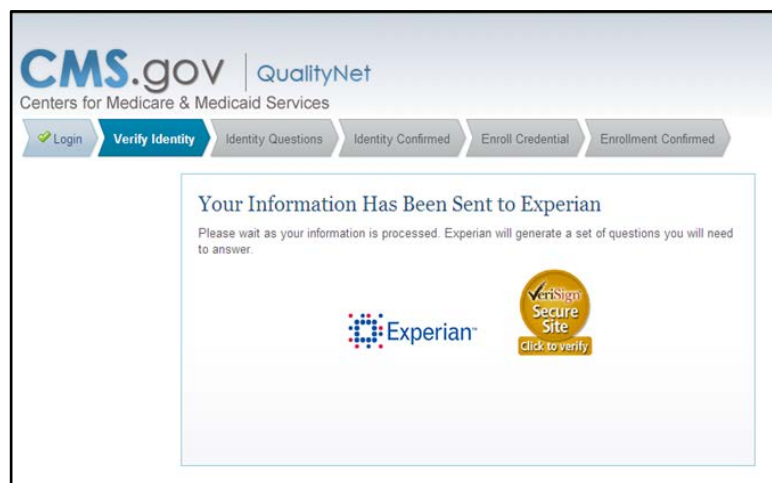 CMS.gov | QualityNet
Centers for Medicare & Medicaid Services
Login
Verify Identity
Identity Questions
Identity Confirmed
Enroll Credential
Enrollment Confirmed
Your Information Has Been Sent to Experian
Please wait as your information is processed. Experian will generate a set of questions you will need
to answer.
Experian™
VeriSign
Secure
Site
Click to verify